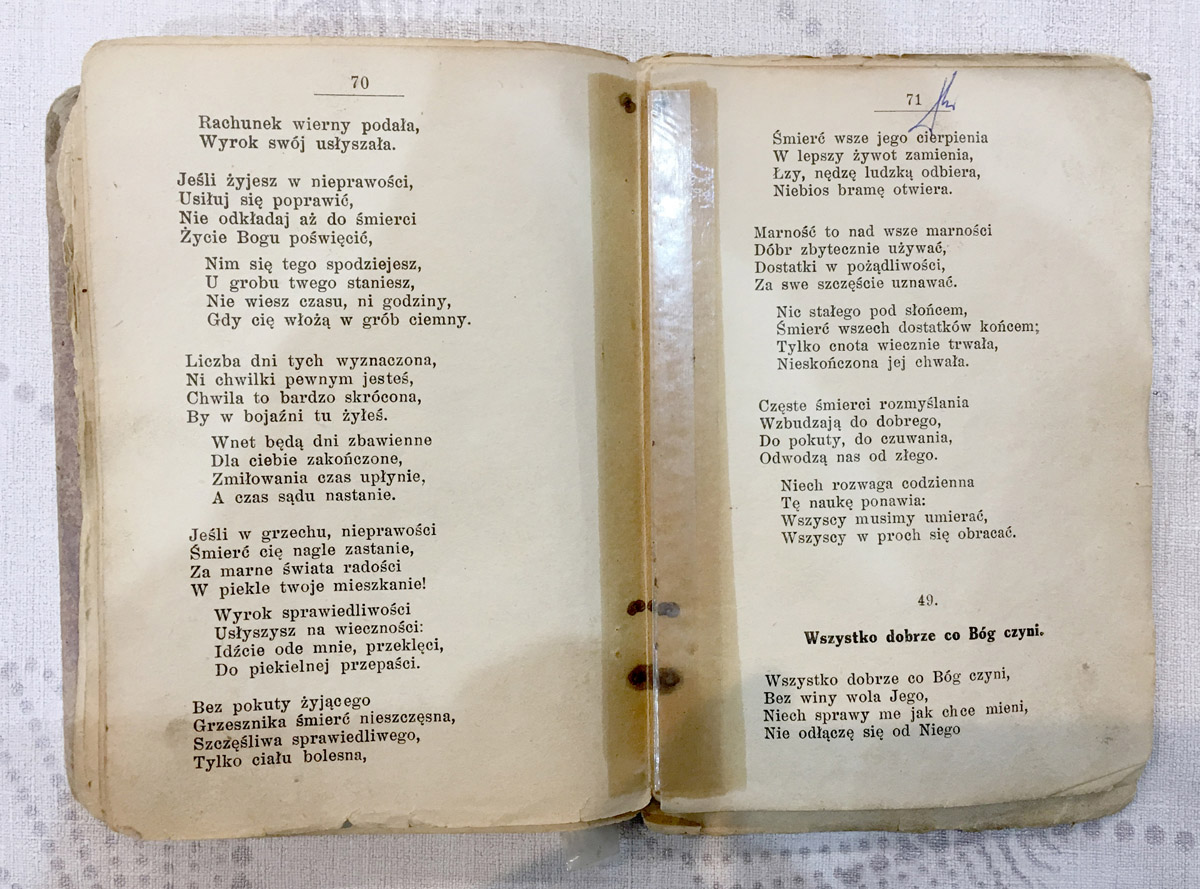 70
Rachunek wierny podała,
Wyrok swój usłyszała.
Jeśli żyjesz w nieprawości,
Usiłuj się poprawić,
Nie odkładaj aż do śmierci
Życie Bogu poświęcić,
Nim się tego spodziejesz,
U grobu twego staniesz,
Nie wiesz czasu, ni godziny,
Gdy cię włożą w grób ciemny.
Liczba dni tych wyznaczona,
Ni chwilki pewnym jesteś,
Chwila to bardzo skrócona,
By w bojaźni tu żyłeś.
Wnet będą dni zbawienne
Dla ciebie zakończone,
Zmiłowania czas upłynie,
A czas sądu nastanie.
Jeśli w grzechu, nieprawości
Śmierć cię nagle zastanie,
Za marne świata radości
W piekle twoje mieszkanie!
Wyrok sprawiedliwości
Usłyszysz na wieczności:
Idźcie ode mnie, przeklęci,
Do piekielnej przepaści.
Bez pokuty żyjącego
Grzesznika śmierć nieszczęsna,
Szczęśliwa sprawiedliwego,
Tylko ciału bolesna,
71
Śmierć wsze jego cierpienia
W lepszy żywot zamienia,
Łzy, nędzę ludzką odbiera,
Niebios bramę otwiera.
Marność to nad wsze marności
Dóbr zbytecznie używać,
Dostatki w pożądliwości,
Za swe szczęście uznawać.
Nic stałego pod słońcem,
Śmierć wszech dostatków końcem;
Tylko cnota wiecznie trwała,
Nieskończona jej chwała.
Częste śmierci rozmyślania
Wzbudzają do dobrego,
Do pokuty, do czuwania,
Odwodzą nas od złego.
Niech rozwaga codzienna
Tę naukę ponawia:
Wszyscy musimy umierać,
Wszyscy w proch się obracać.
49.
Wszystko dobrze co Bóg czyni.
Wszystko dobrze co Bóg czyni,
Bez winy wola Jego,
Niech sprawy me jak chce mieni,
Nie odłączę się od Niego